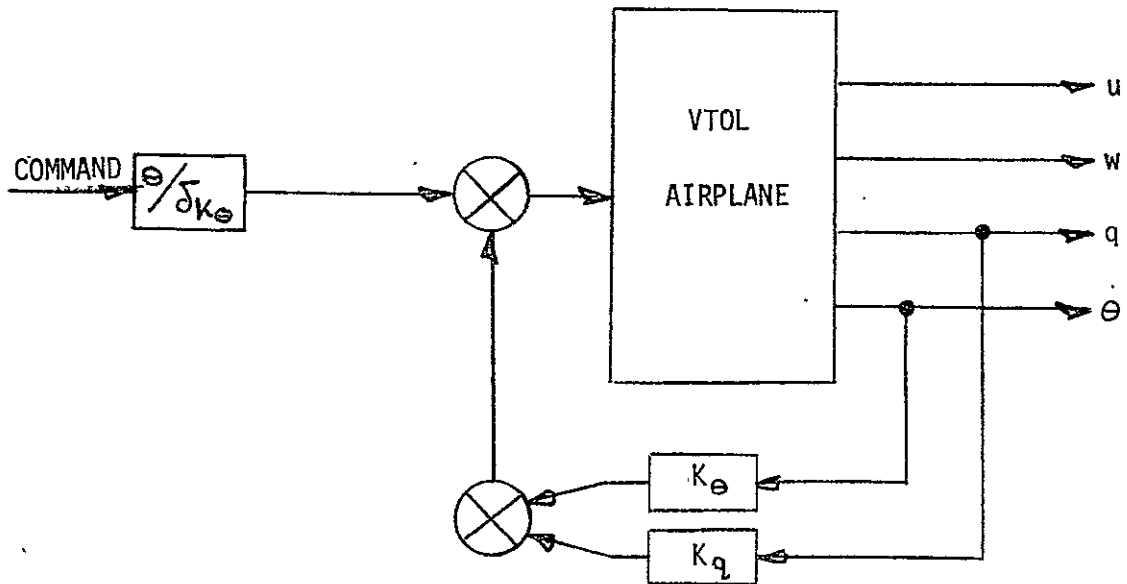 COMMAND
θ/δKθ
VTOL
AIRPLANE
u
w
q
θ
Kθ
Kq